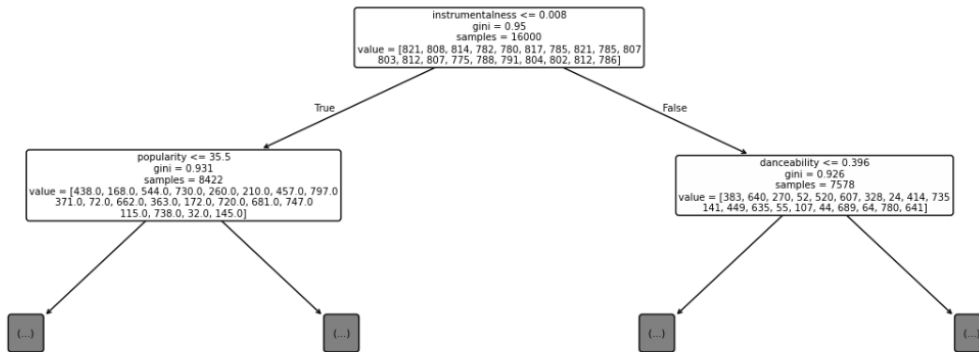 instrumentalness <= 0.008
gini = 0.95
samples = 16000
value = [821, 808, 814, 782, 780, 817, 785, 821, 785, 807
803, 812, 807, 775, 788, 791, 804, 802, 812, 786]
True
False
popularity <= 35.5
gini = 0.931
samples = 8422
value = [438.0, 168.0, 544.0, 730.0, 260.0, 210.0, 457.0, 797.0
371.0, 72.0, 662.0, 363.0, 172.0, 720.0, 681.0, 747.0
115.0, 738.0, 32.0, 145.0]
danceability <= 0.396
gini = 0.926
samples = 7578
value = [383, 640, 270, 52, 520, 607, 328, 24, 414, 735
141, 449, 635, 55, 107, 44, 689, 64, 780, 641]
(...)
(...)
(...)
(...)